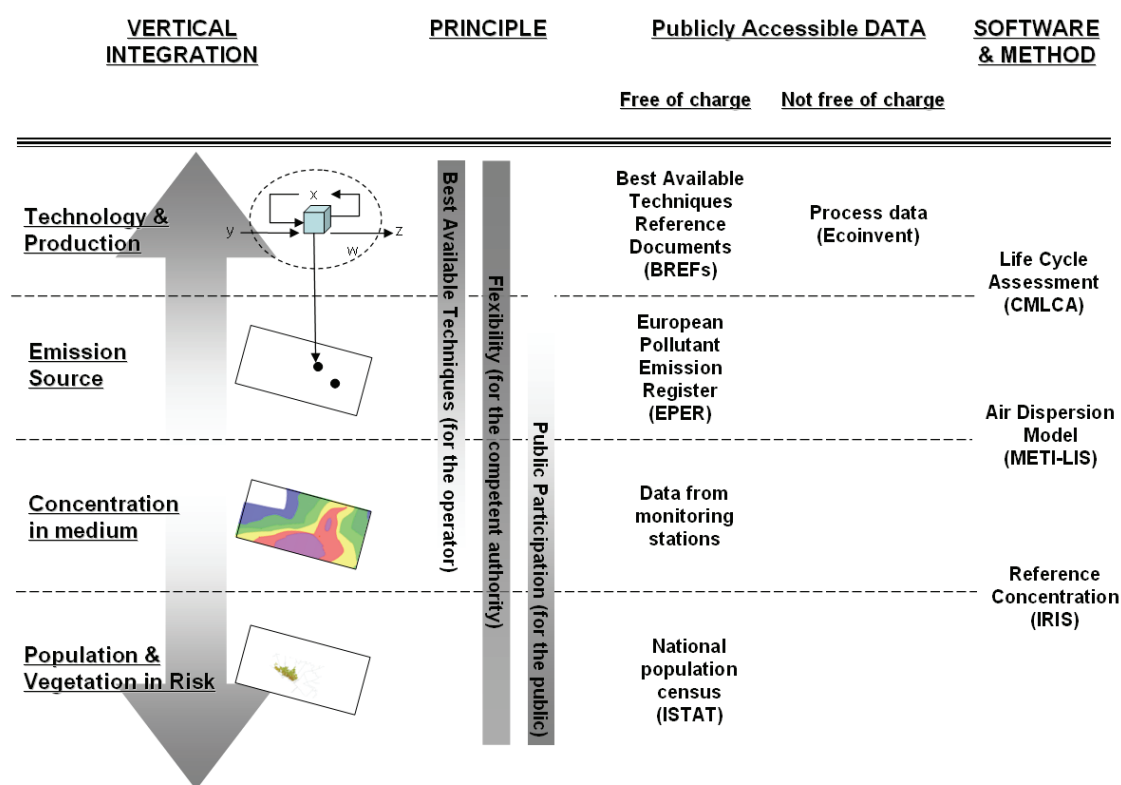 VERTICAL
INTEGRATION
PRINCIPLE
Publicly Accessible DATA
SOFTWARE
& METHOD
Free of charge
Not free of charge
Technology &
Production
x
y
z
w
Best Available Techniques (for the operator)
Flexibility (for the competent authority)
Public Participation (for the public)
Best Available
Techniques
Reference
Documents
(BREFs)
Process data
(Ecoinvent)
Life Cycle
Assessment
(CMLCA)
Emission
Source
European
Pollutant
Emission
Register
(EPER)
Air Dispersion
Model
(METI-LIS)
Concentration
in medium
Data from
monitoring
stations
Reference
Concentration
(IRIS)
Population &
Vegetation in Risk
National
population
census
(ISTAT)